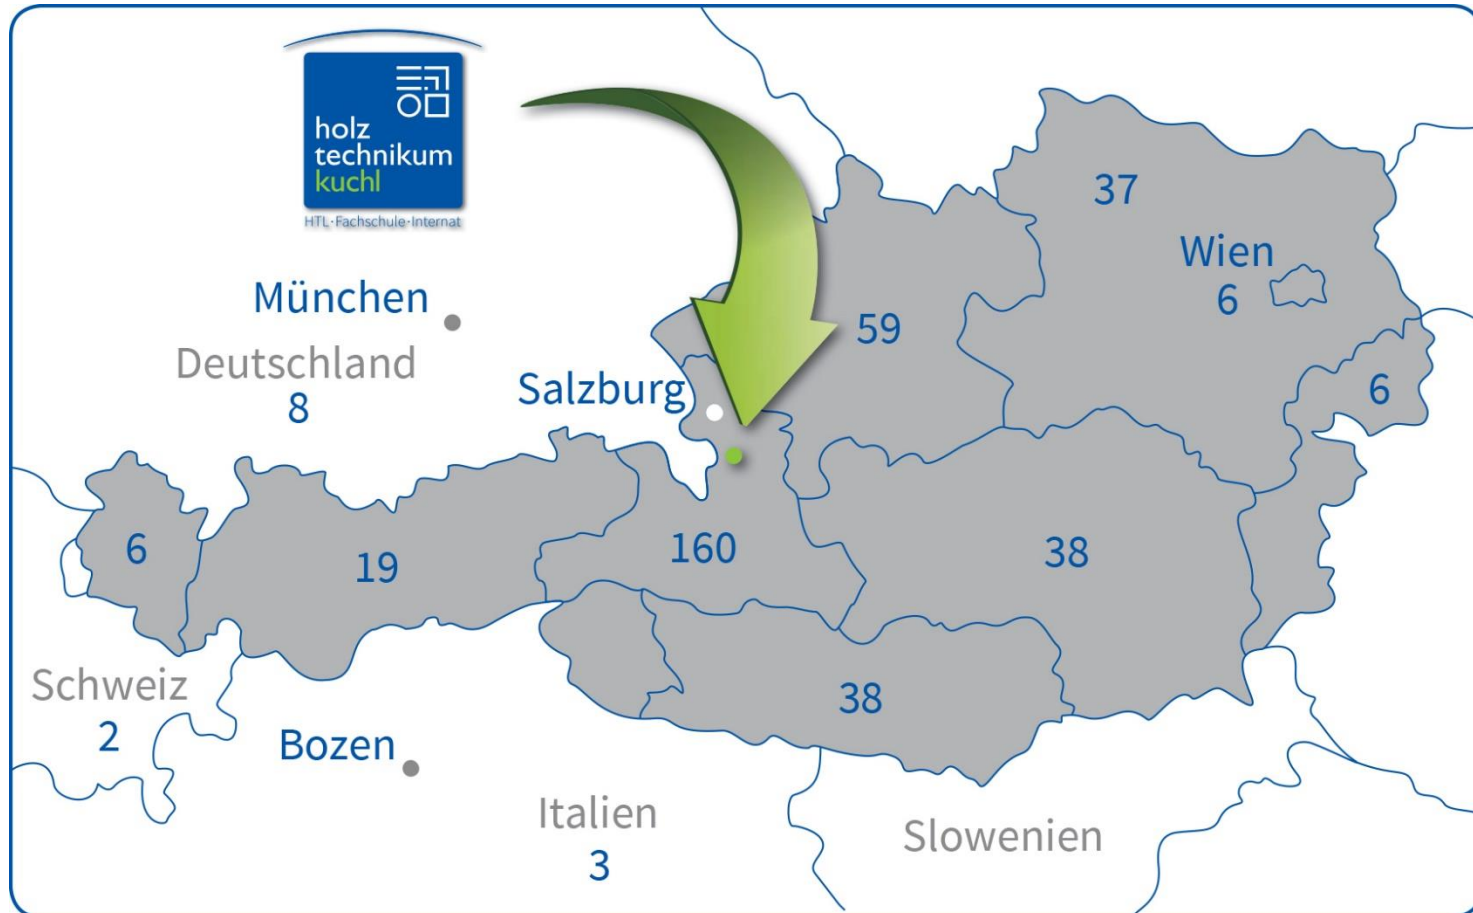 holz
technikum
kuchl
HTL·Fachschule·Internat
37
Wien
6
München
59
Deutschland
8
Salzburg
6
6
19
160
38
Schweiz
2
38
Bozen
Italien
3
Slowenien